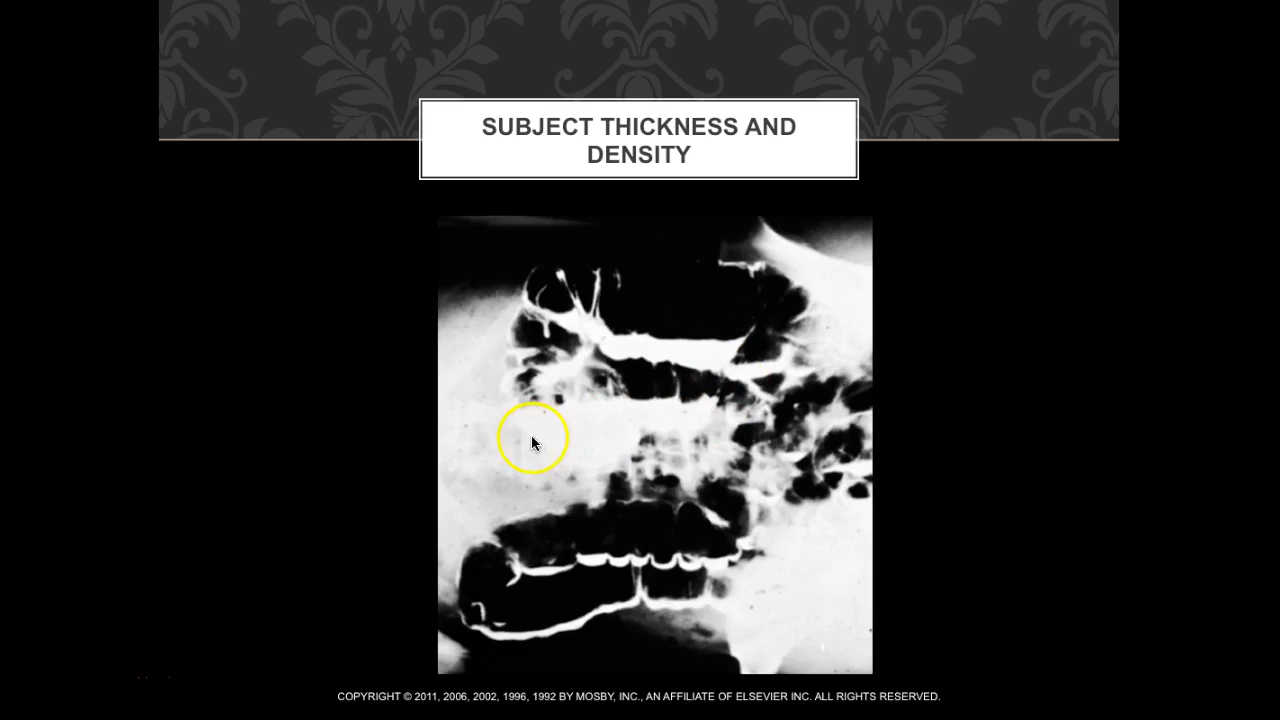 SUBJECT THICKNESS AND
DENSITY
COPYRIGHT © 2011, 2006, 2002, 1996, 1992 BY MOSBY, INC., AN AFFILIATE OF ELSEVIER INC. ALL RIGHTS RESERVED.